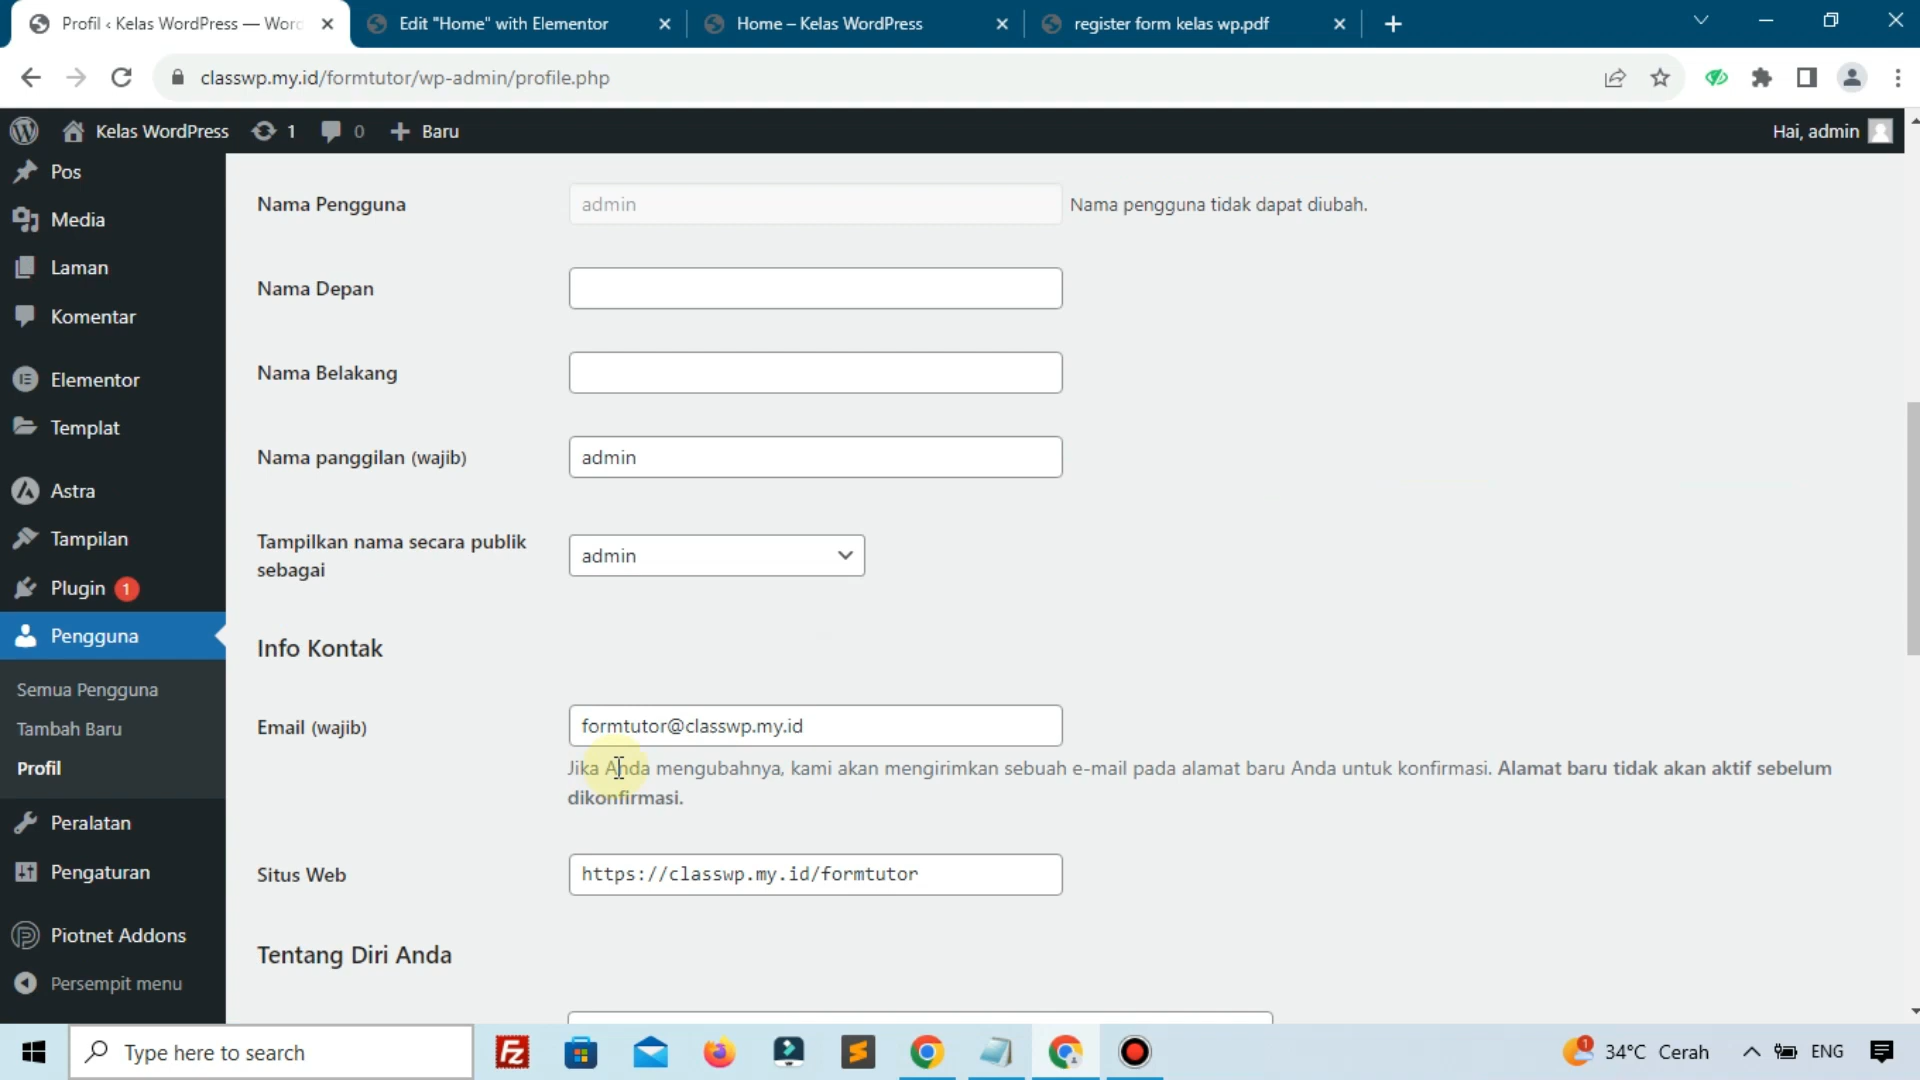 Profil ‹ Kelas WordPress — Worc
Edit "Home" with Elementor
Home – Kelas WordPress
register form kelas wp.pdf
classwp.my.id/formtutor/wp-admin/profile.php
Kelas WordPress
1
0
Baru
Hai, admin
Pos
Media
Laman
Komentar
Elementor
Templat
Astra
Tampilan
Plugin 1
Pengguna
Semua Pengguna
Tambah Baru
Profil
Peralatan
Pengaturan
Piotnet Addons
Persempit menu
Nama Pengguna
admin
Nama pengguna tidak dapat diubah.
Nama Depan
Nama Belakang
Nama panggilan (wajib)
admin
Tampilkan nama secara publik
sebagai
admin
Info Kontak
Email (wajib)
formtutor@classwp.my.id
Jika Anda mengubahnya, kami akan mengirimkan sebuah e-mail pada alamat baru Anda untuk konfirmasi. Alamat baru tidak akan aktif sebelum
dikonfirmasi.
Situs Web
https://classwp.my.id/formtutor
Tentang Diri Anda
Type here to search
1
34°C Cerah
ENG